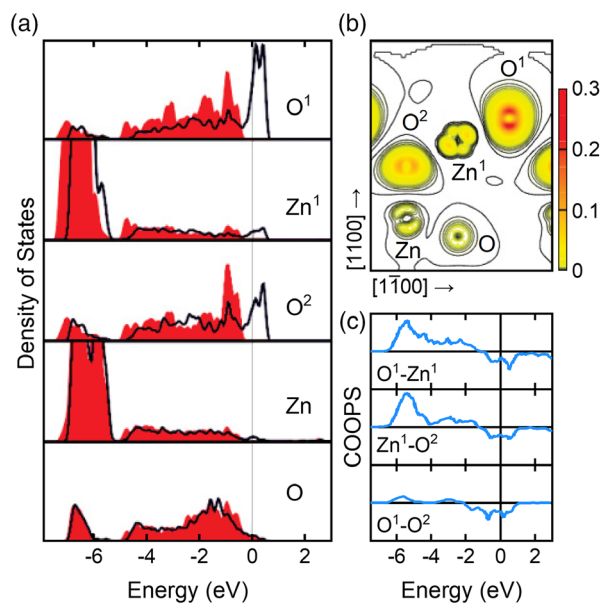 (a)
O¹
Zn¹
O²
Zn
O
Density of States
-6 -4 -2 0 2
Energy (eV)
(b)
O¹
O²
Zn¹
Zn
O
[1100] →
[11̅00] →
0.3
0.2
0.1
0
(c)
O¹-Zn¹
Zn¹-O²
O¹-O²
COOPS
-6 -4 -2 0 2
Energy (eV)